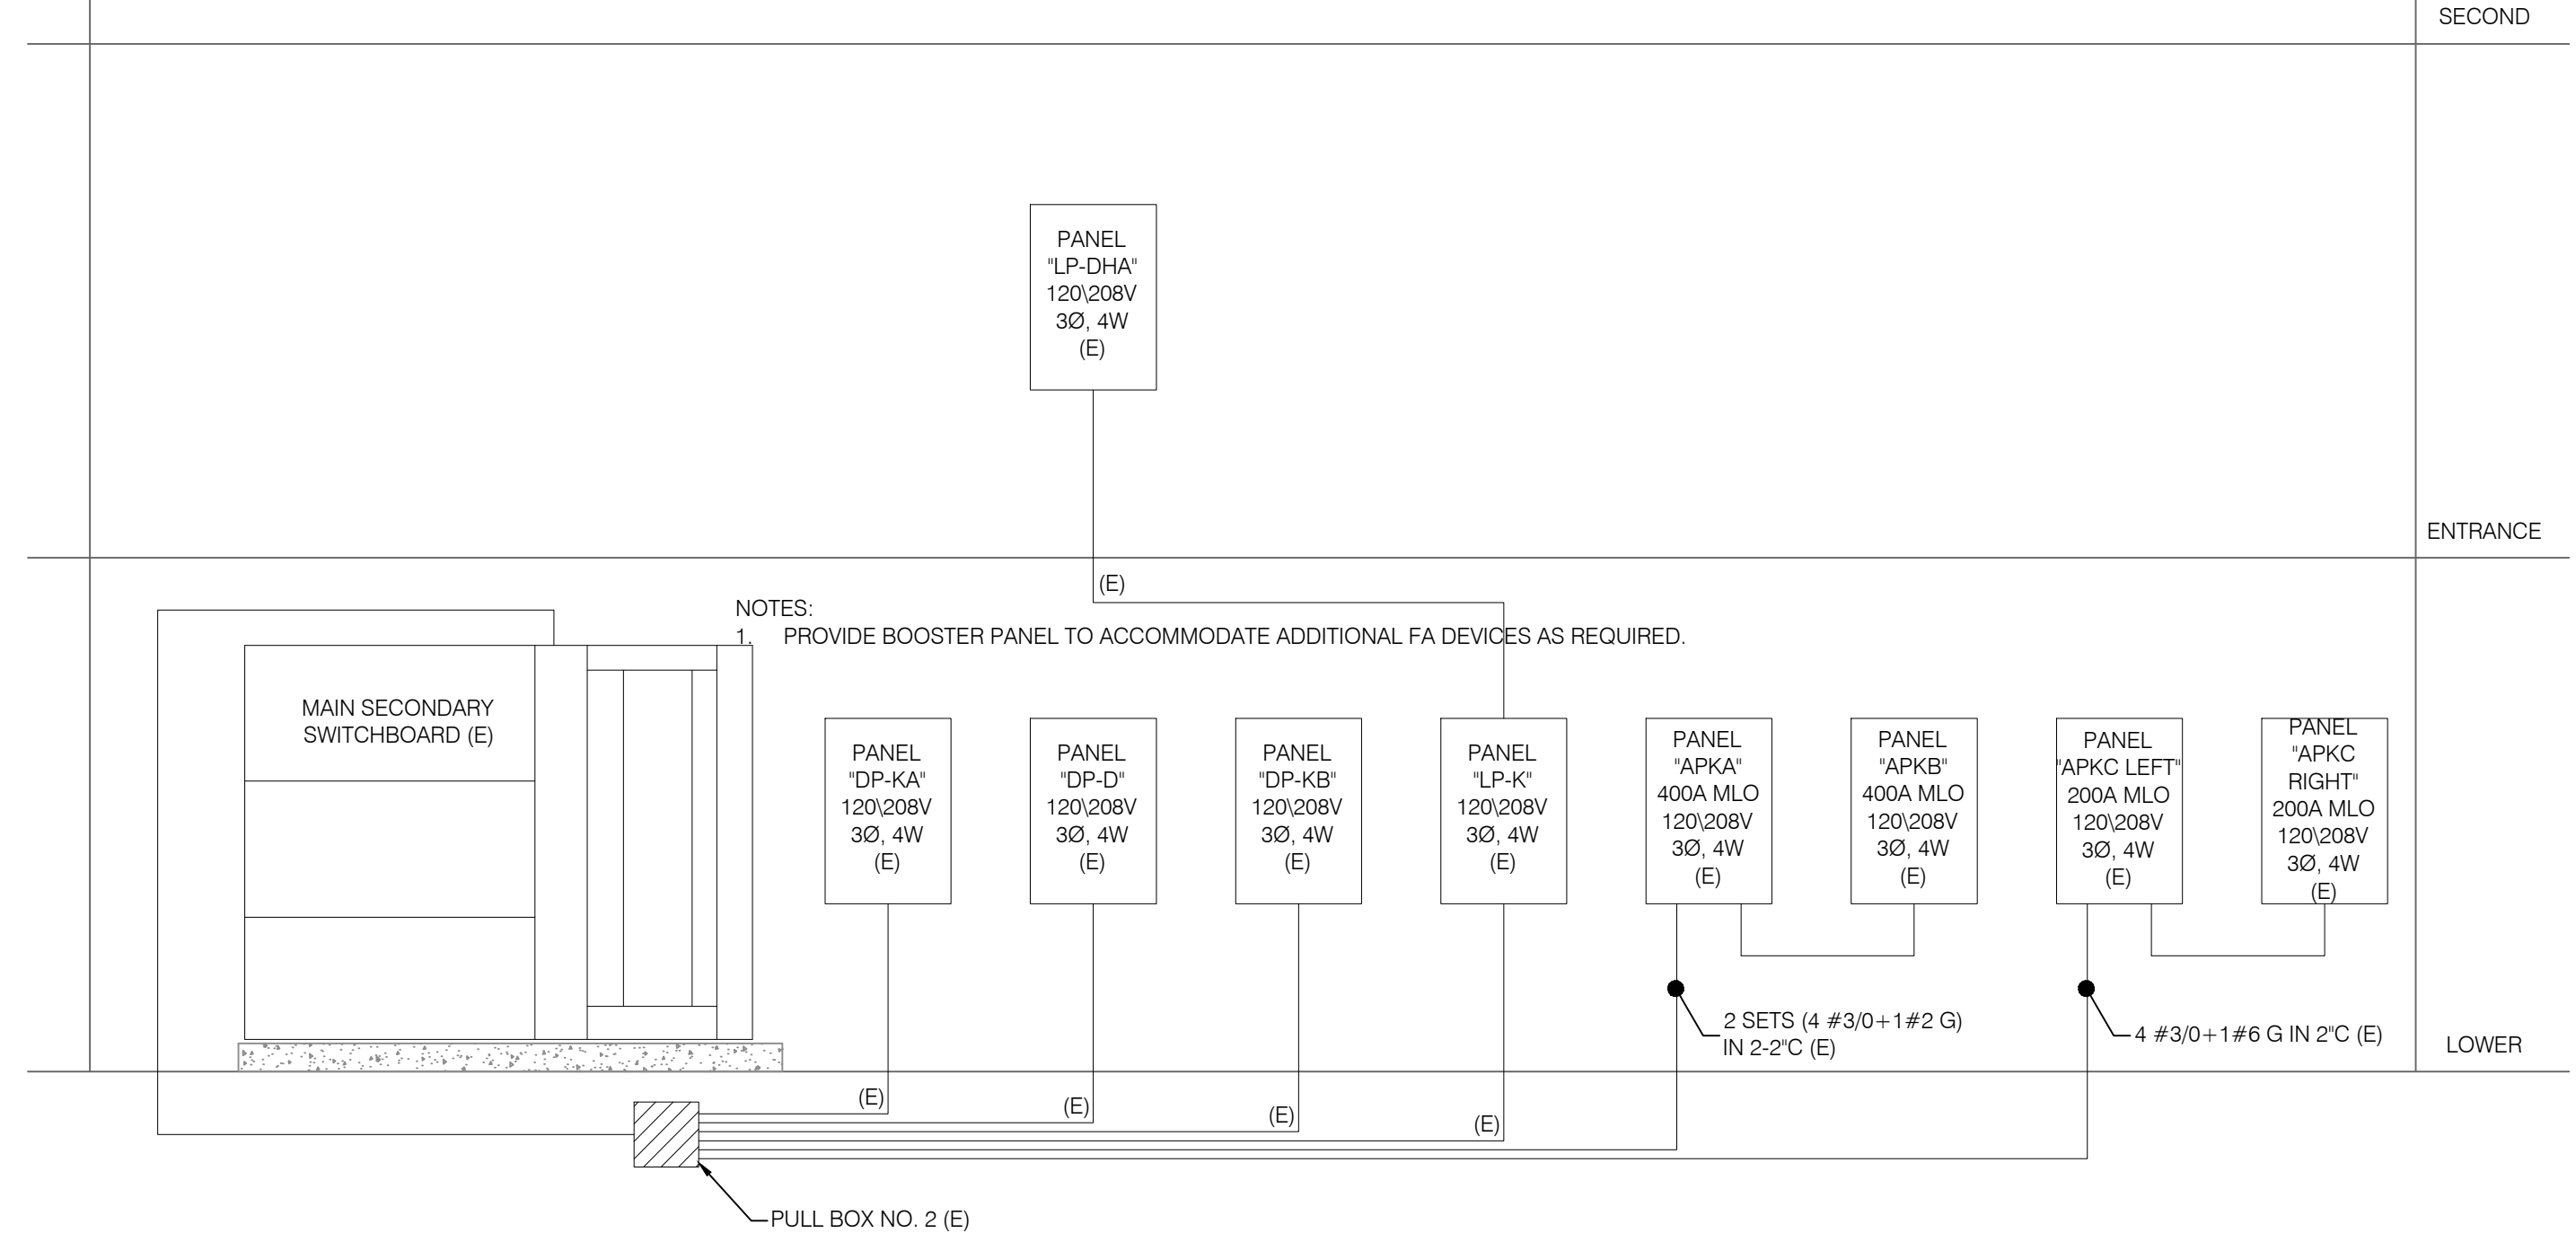 SECOND
PANEL
"LP-DHA"
120\208V
3Ø, 4W
(E)
ENTRANCE
(E)
NOTES:
1. PROVIDE BOOSTER PANEL TO ACCOMMODATE ADDITIONAL FA DEVICES AS REQUIRED.
MAIN SECONDARY
SWITCHBOARD (E)
PANEL
"DP-KA"
120\208V
3Ø, 4W
(E)
PANEL
"DP-D"
120\208V
3Ø, 4W
(E)
PANEL
"DP-KB"
120\208V
3Ø, 4W
(E)
PANEL
"LP-K"
120\208V
3Ø, 4W
(E)
PANEL
"APKA"
400A MLO
120\208V
3Ø, 4W
(E)
PANEL
"APKB"
400A MLO
120\208V
3Ø, 4W
(E)
PANEL
"APKC LEFT"
200A MLO
120\208V
3Ø, 4W
(E)
PANEL
"APKC
RIGHT"
200A MLO
120\208V
3Ø, 4W
(E)
2 SETS (4 #3/0+1#2 G)
IN 2-2"C (E)
4 #3/0+1#6 G IN 2"C (E)
LOWER
(E)
(E)
(E)
(E)
PULL BOX NO. 2 (E)